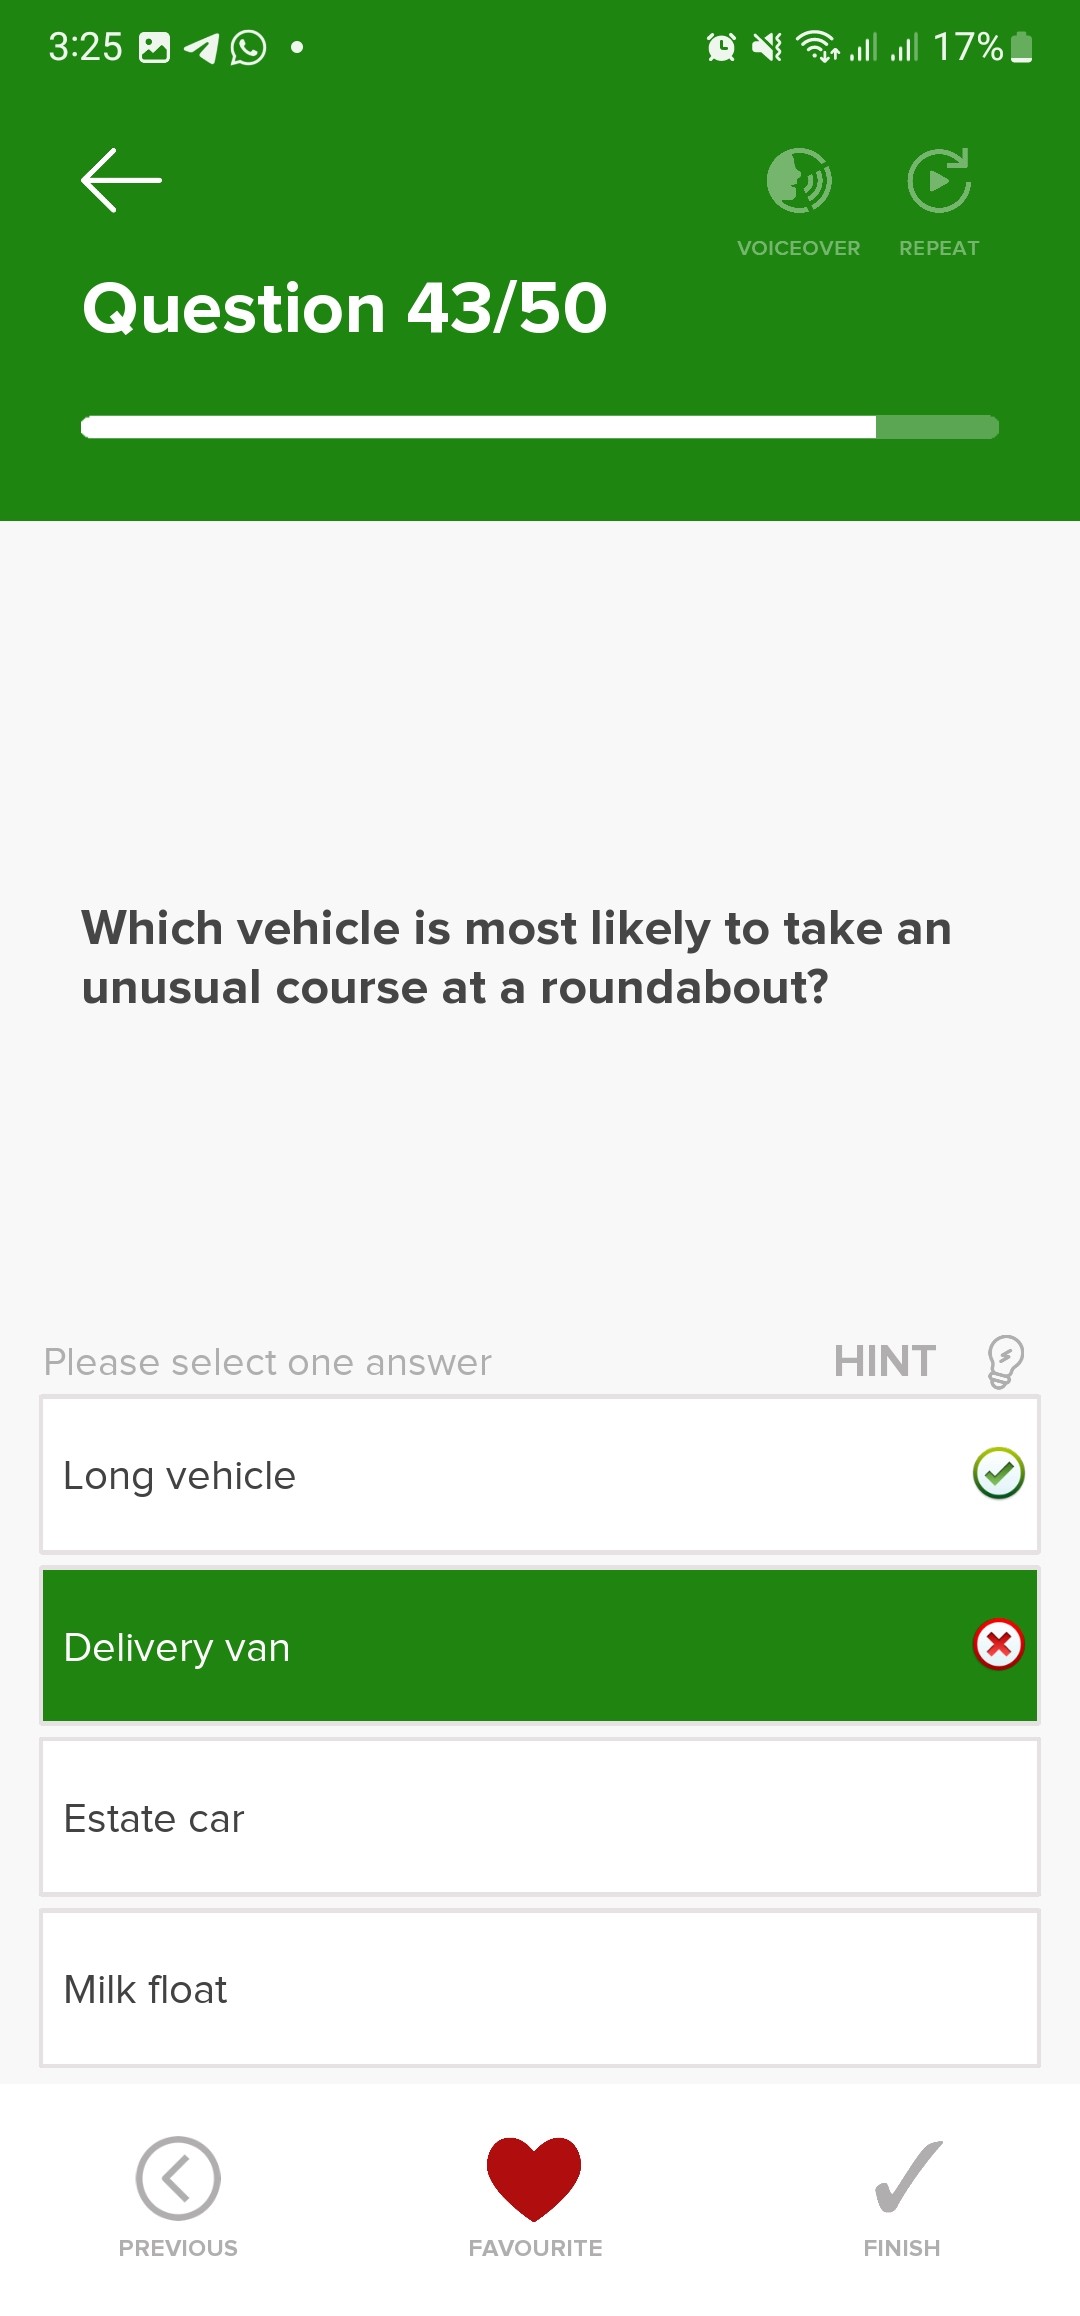 3:25
17%
VOICEOVER
REPEAT
Question 43/50
Which vehicle is most likely to take an
unusual course at a roundabout?
Please select one answer
HINT
Long vehicle
Delivery van
Estate car
Milk float
PREVIOUS
FAVOURITE
FINISH